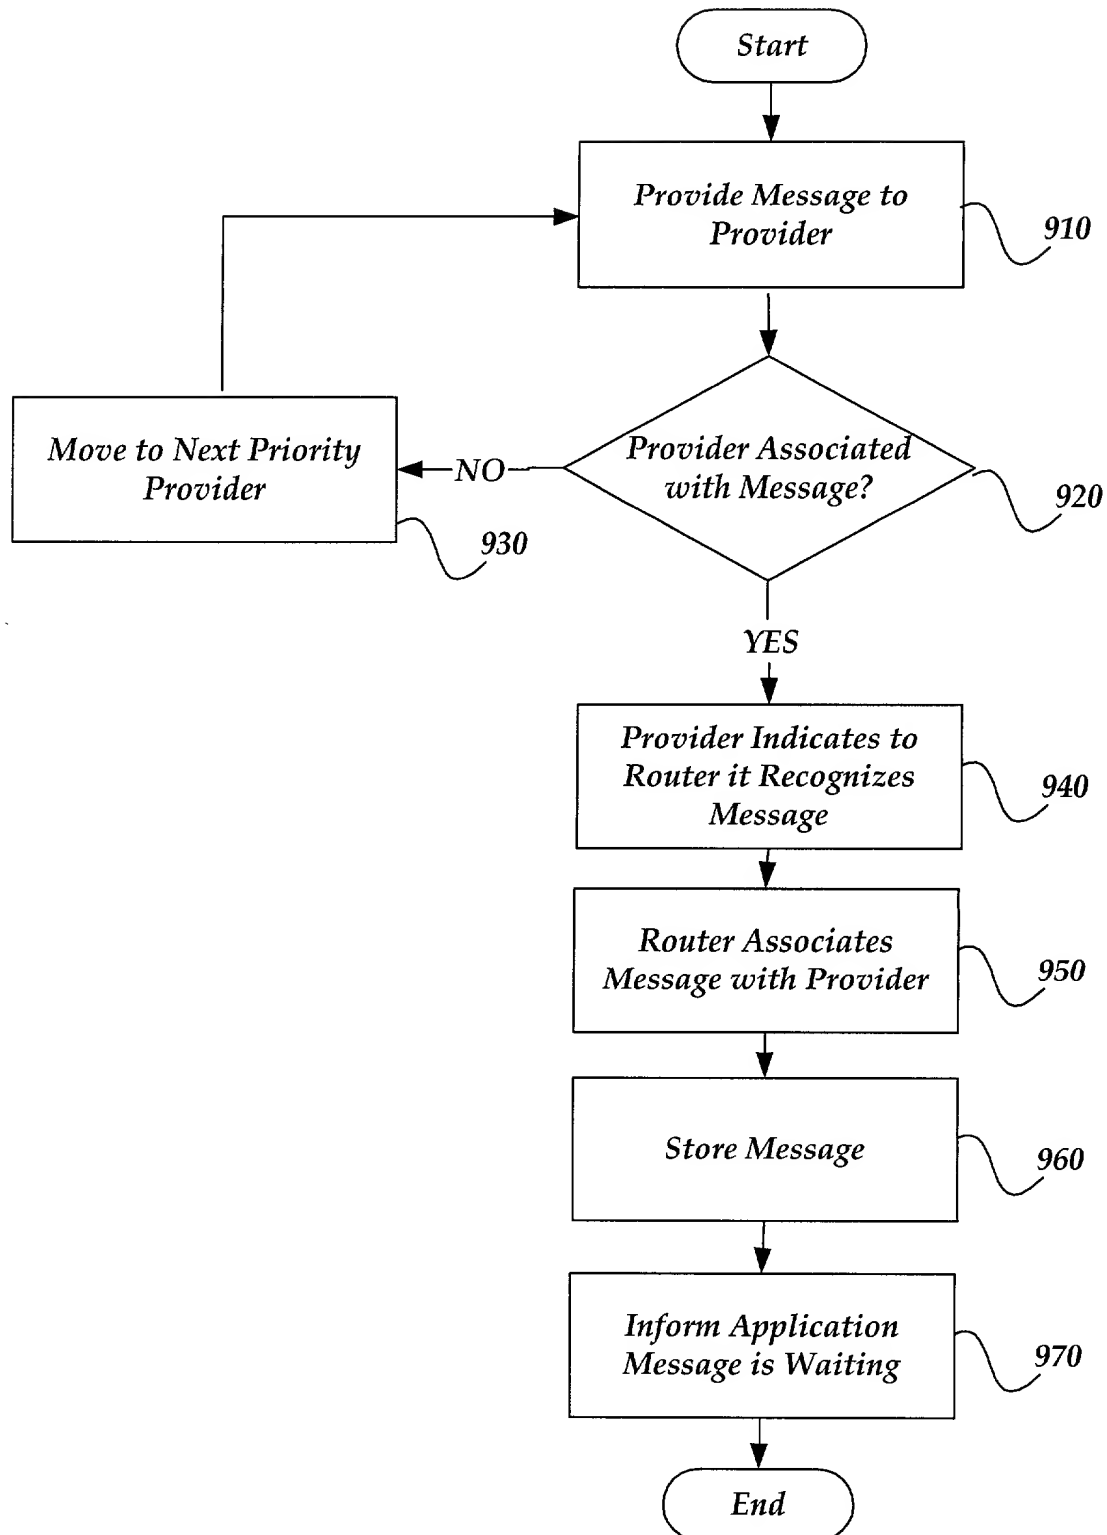 Start
Provide Message to
Provider
910
Move to Next Priority
Provider
930
NO
Provider Associated
with Message?
920
YES
Provider Indicates to
Router it Recognizes
Message
940
Router Associates
Message with Provider
950
Store Message
960
Inform Application
Message is Waiting
970
End